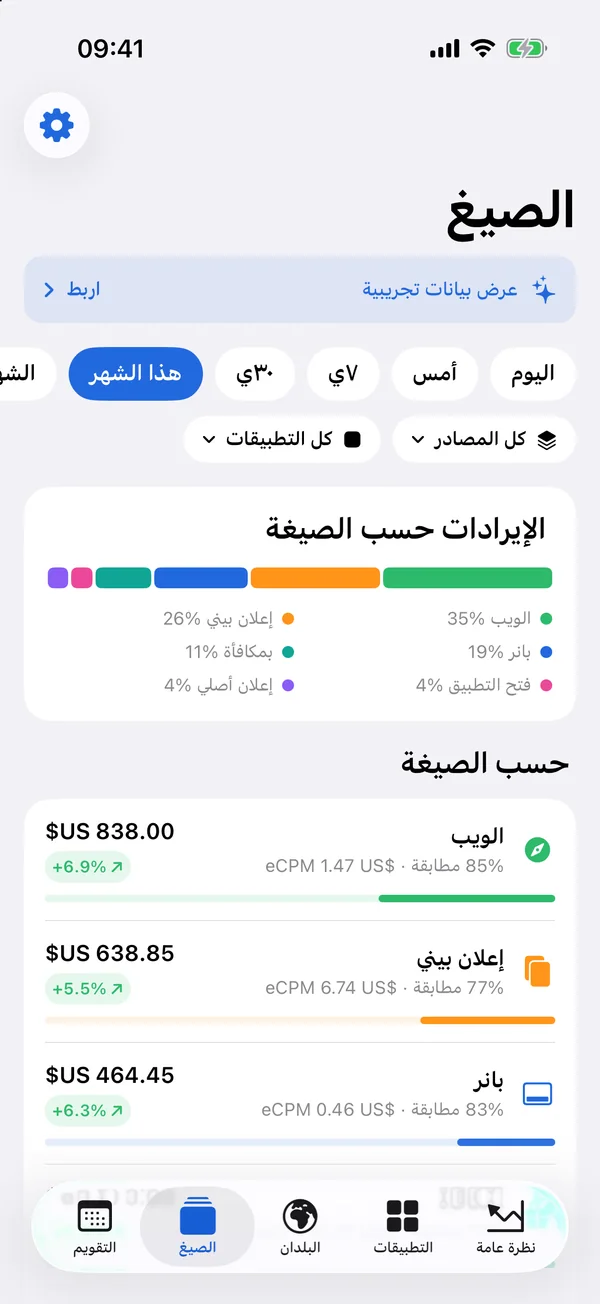 09:41
الصيغ
عرض بيانات تجريبية
اربط
اليوم
أمس
٧ي
٣٠ي
هذا الشهر
الشه
كل المصادر
كل التطبيقات
الإيرادات حسب الصيغة
الويب 35%
إعلان بيني 26%
بانر 19%
بمكافأة 11%
فتح التطبيق 4%
إعلان أصلي 4%
حسب الصيغة
الويب
$US 838.00
85% مطابقة · eCPM 1.47 US$
+6.9%
إعلان بيني
$US 638.85
77% مطابقة · eCPM 6.74 US$
+5.5%
بانر
$US 464.45
83% مطابقة · eCPM 0.46 US$
+6.3%
نظرة عامة
التطبيقات
البلدان
الصيغ
التقويم